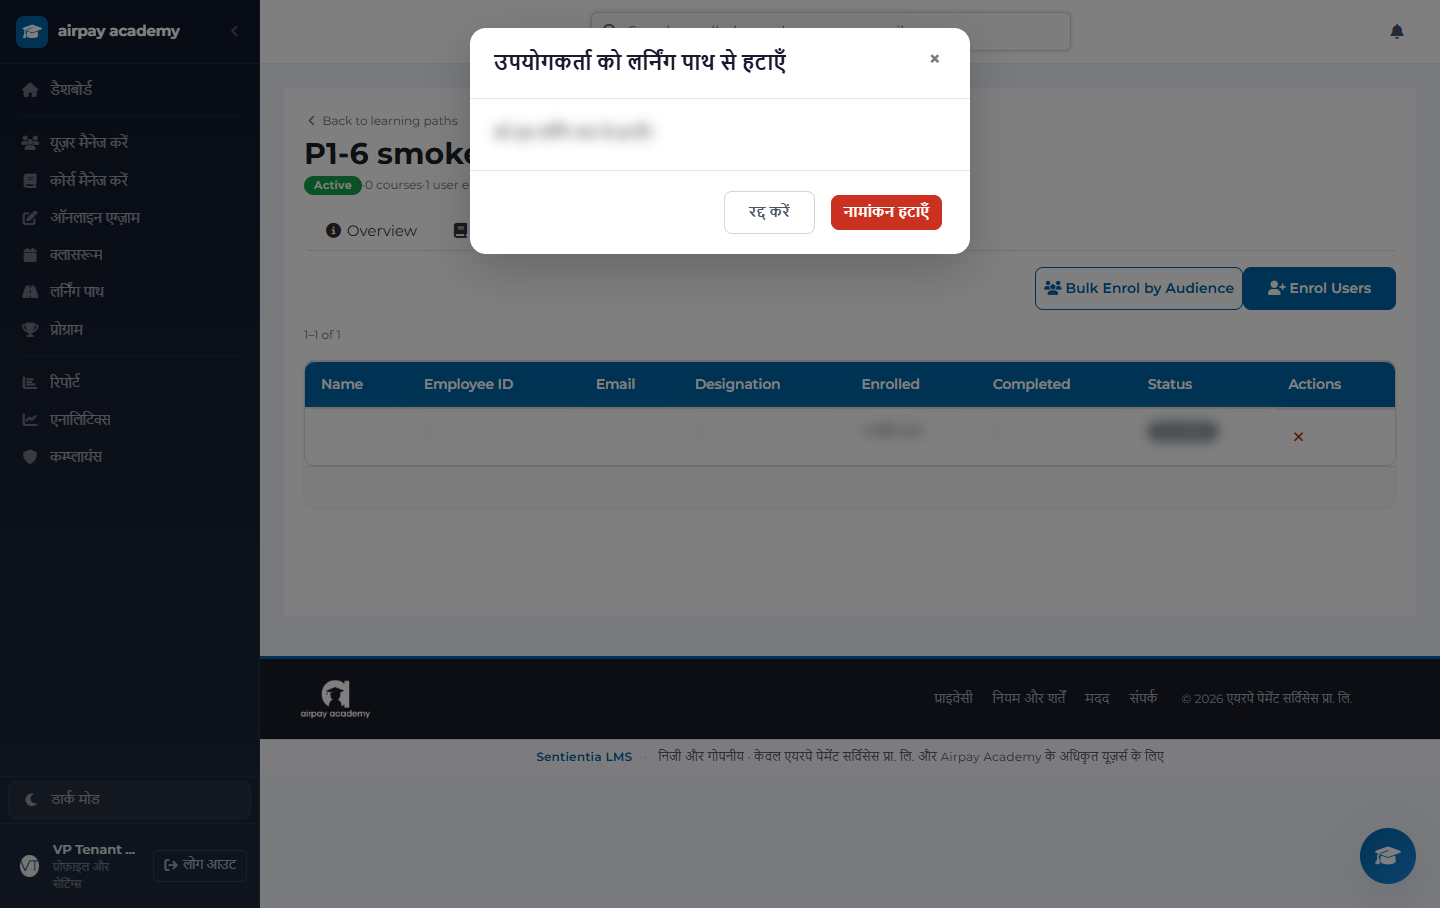 airpay academy
डैशबोर्ड
यूज़र मैनेज करें
कोर्स मैनेज करें
ऑनलाइन एग्ज़ाम
क्लासरूम
लर्निंग पाथ
प्रोग्राम
रिपोर्ट
एनालिटिक्स
कम्प्लायंस
डार्क मोड
VT
VP Tenant ...
प्रोफ़ाइल और
सेटिंग्स
लोग आउट
उपयोगकर्ता को लर्निंग पाथ से हटाएँ
×
रद्द करें
नामांकन हटाएँ
Back to learning paths
P1-6 smoke
Active
·0 courses·1 user e
Overview
Bulk Enrol by Audience
Enrol Users
1–1 of 1
Name Employee ID Email Designation Enrolled Completed Status Actions
airpay academy
प्राइवेसी नियम और शर्तें मदद संपर्क © 2026 एयरपे पेमेंट सर्विसेस प्रा. लि.
Sentientia LMS · निजी और गोपनीय · केवल एयरपे पेमेंट सर्विसेस प्रा. लि. और Airpay Academy के अधिकृत यूज़र्स के लिए